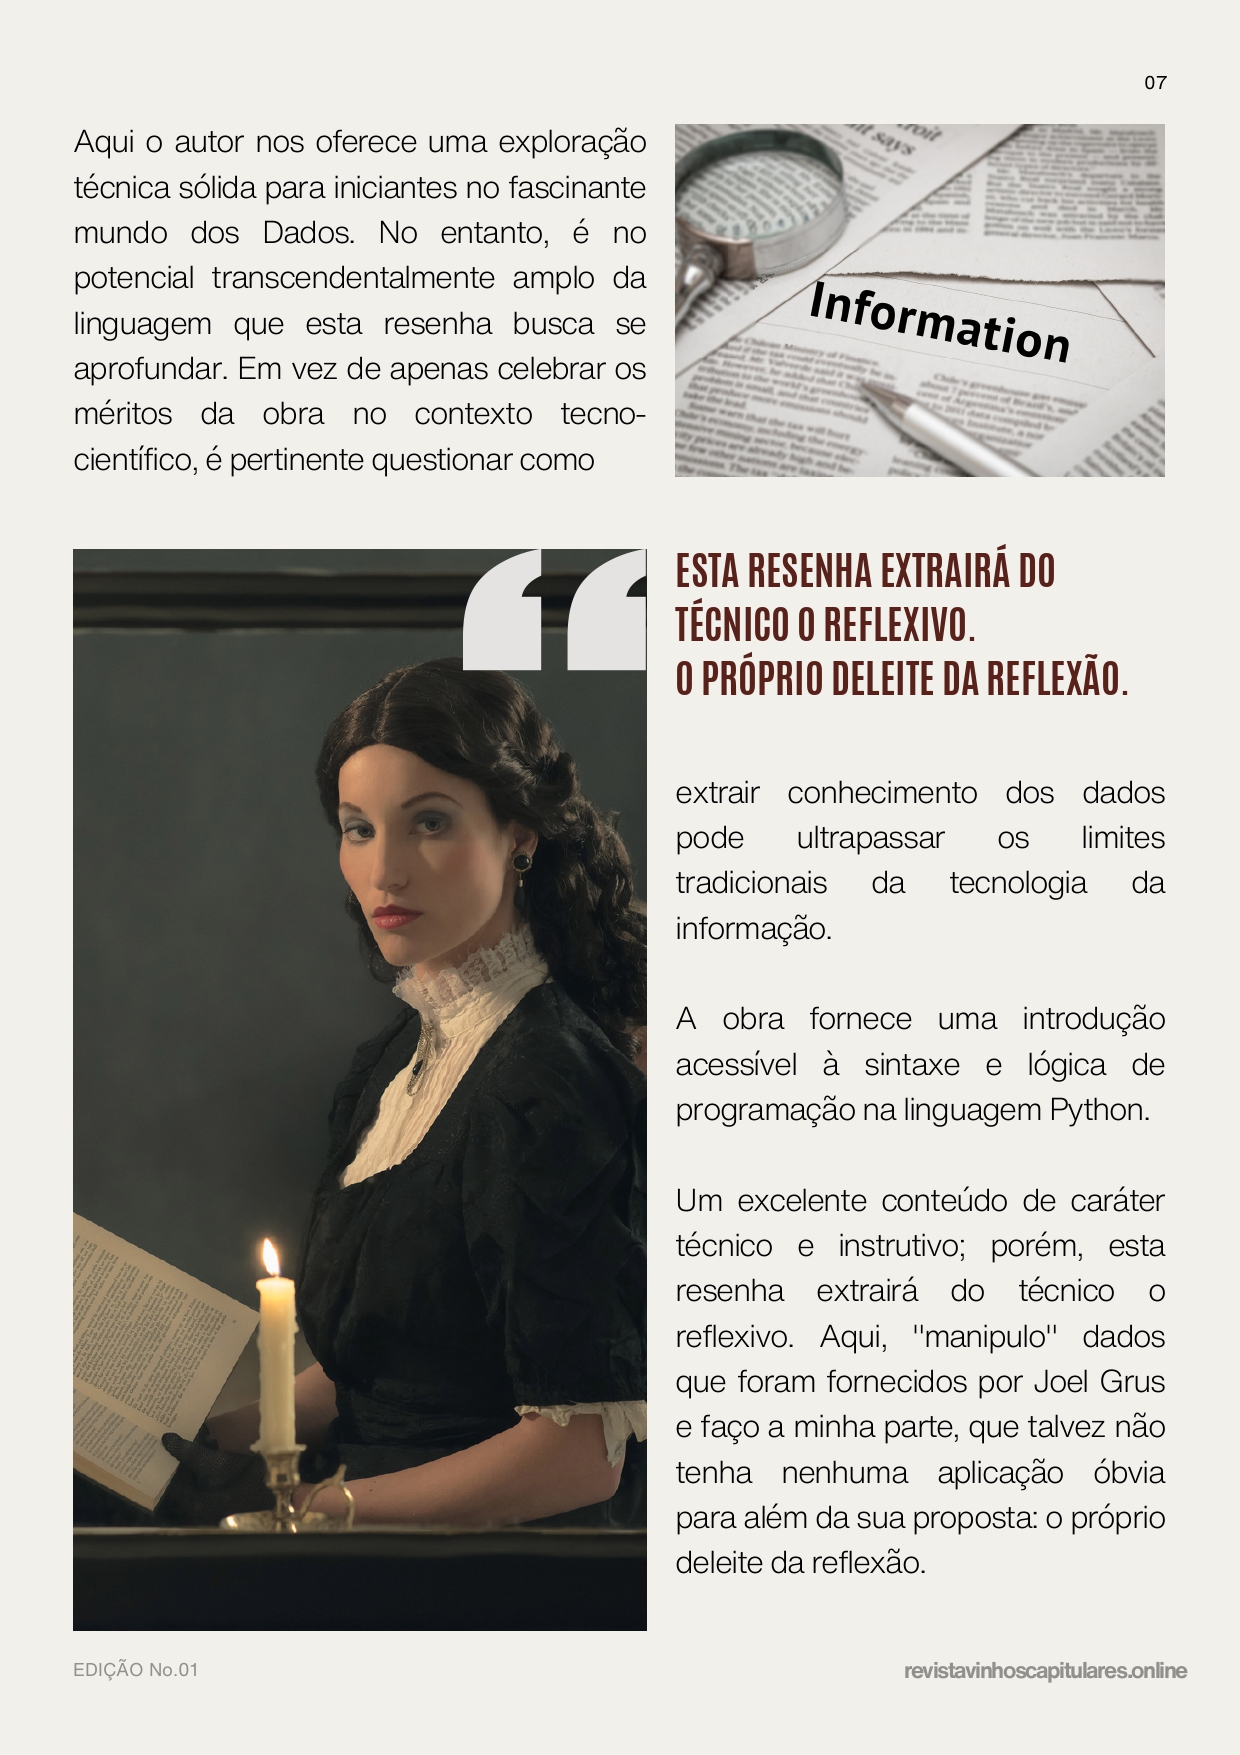 07
Aqui o autor nos oferece uma exploração
técnica sólida para iniciantes no fascinante
mundo dos Dados. No entanto, é no
potencial transcendentalmente amplo da
linguagem que esta resenha busca se
aprofundar. Em vez de apenas celebrar os
méritos da obra no contexto tecno-
científico, é pertinente questionar como
says
Information
“
ESTA RESENHA EXTRAIRÁ DO
TÉCNICO O REFLEXIVO.
O PRÓPRIO DELEITE DA REFLEXÃO.
extrair conhecimento dos dados
pode ultrapassar os limites
tradicionais da tecnologia da
informação.
A obra fornece uma introdução
acessível à sintaxe e lógica de
programação na linguagem Python.
Um excelente conteúdo de caráter
técnico e instrutivo; porém, esta
resenha extrairá do técnico o
reflexivo. Aqui, "manipulo" dados
que foram fornecidos por Joel Grus
e faço a minha parte, que talvez não
tenha nenhuma aplicação óbvia
para além da sua proposta: o próprio
deleite da reflexão.
EDIÇÃO No.01
revistavinhoscapitulares.online